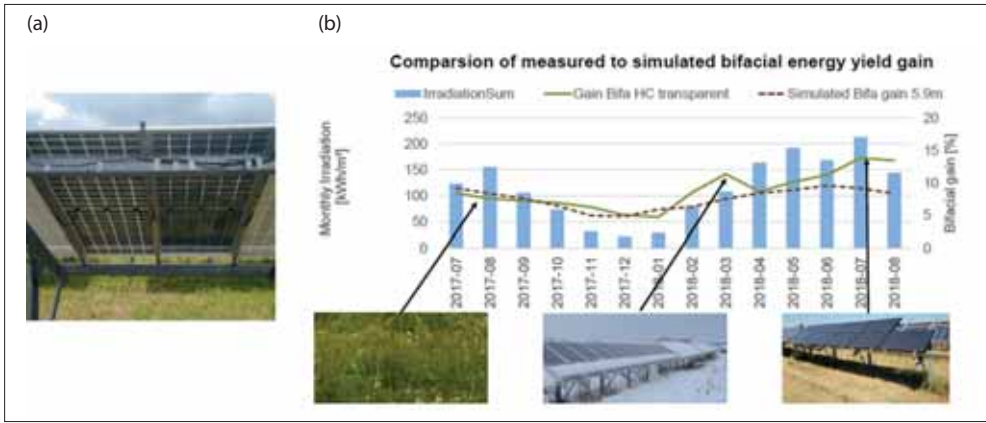 (a)
(b)
Comparsion of measured to simulated bifacial energy yield gain
IrradiationSum
Gain Bifa HC transparent
Simulated Bifa gain 5.9m
Monthly Irradiation
[kWh/m²]
250
200
150
100
50
0
20
15
10
5
0
Bifacial gain [%]
2017-07
2017-08
2017-09
2017-10
2017-11
2017-12
2018-01
2018-02
2018-03
2018-04
2018-05
2018-06
2018-07
2018-08